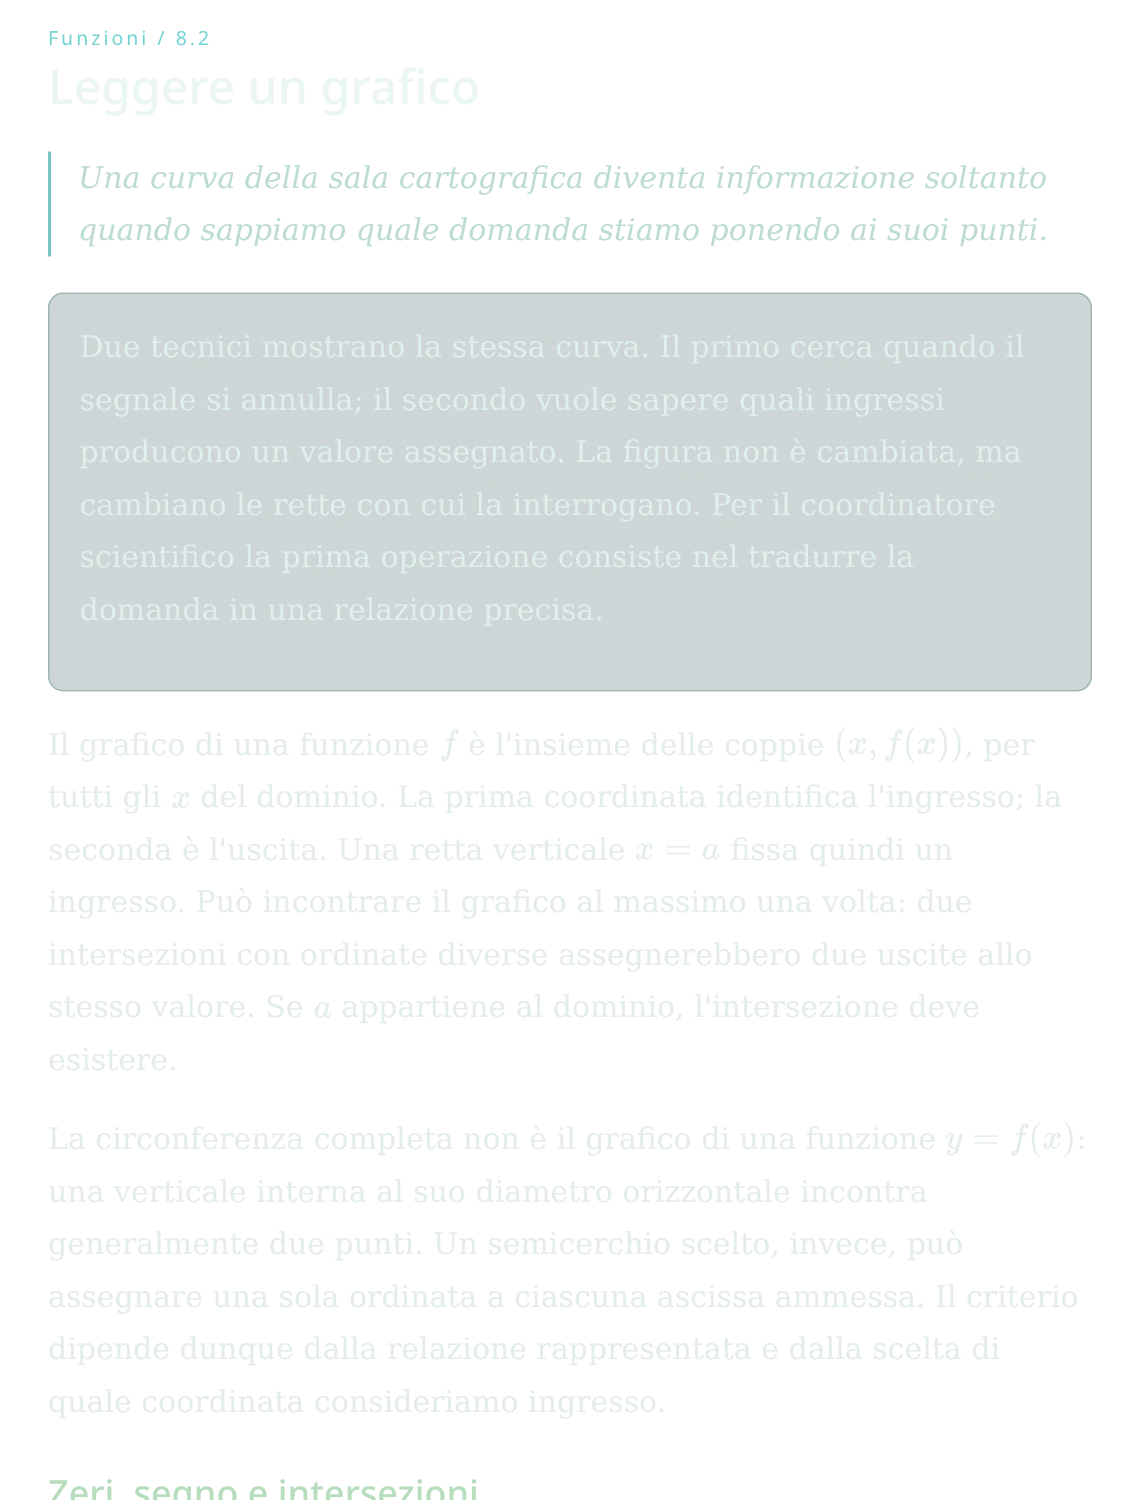 Funzioni / 8.2
Leggere un grafico
Una curva della sala cartografica diventa informazione soltanto
quando sappiamo quale domanda stiamo ponendo ai suoi punti.
Due tecnici mostrano la stessa curva. Il primo cerca quando il
segnale si annulla; il secondo vuole sapere quali ingressi
producono un valore assegnato. La figura non è cambiata, ma
cambiano le rette con cui la interrogano. Per il coordinatore
scientifico la prima operazione consiste nel tradurre la
domanda in una relazione precisa.
Il grafico di una funzione f è l'insieme delle coppie (x, f(x)), per
tutti gli x del dominio. La prima coordinata identifica l'ingresso; la
seconda è l'uscita. Una retta verticale x = a fissa quindi un
ingresso. Può incontrare il grafico al massimo una volta: due
intersezioni con ordinate diverse assegnerebbero due uscite allo
stesso valore. Se a appartiene al dominio, l'intersezione deve
esistere.
La circonferenza completa non è il grafico di una funzione y = f(x):
una verticale interna al suo diametro orizzontale incontra
generalmente due punti. Un semicerchio scelto, invece, può
assegnare una sola ordinata a ciascuna ascissa ammessa. Il criterio
dipende dunque dalla relazione rappresentata e dalla scelta di
quale coordinata consideriamo ingresso.
Zeri, segno e intersezioni